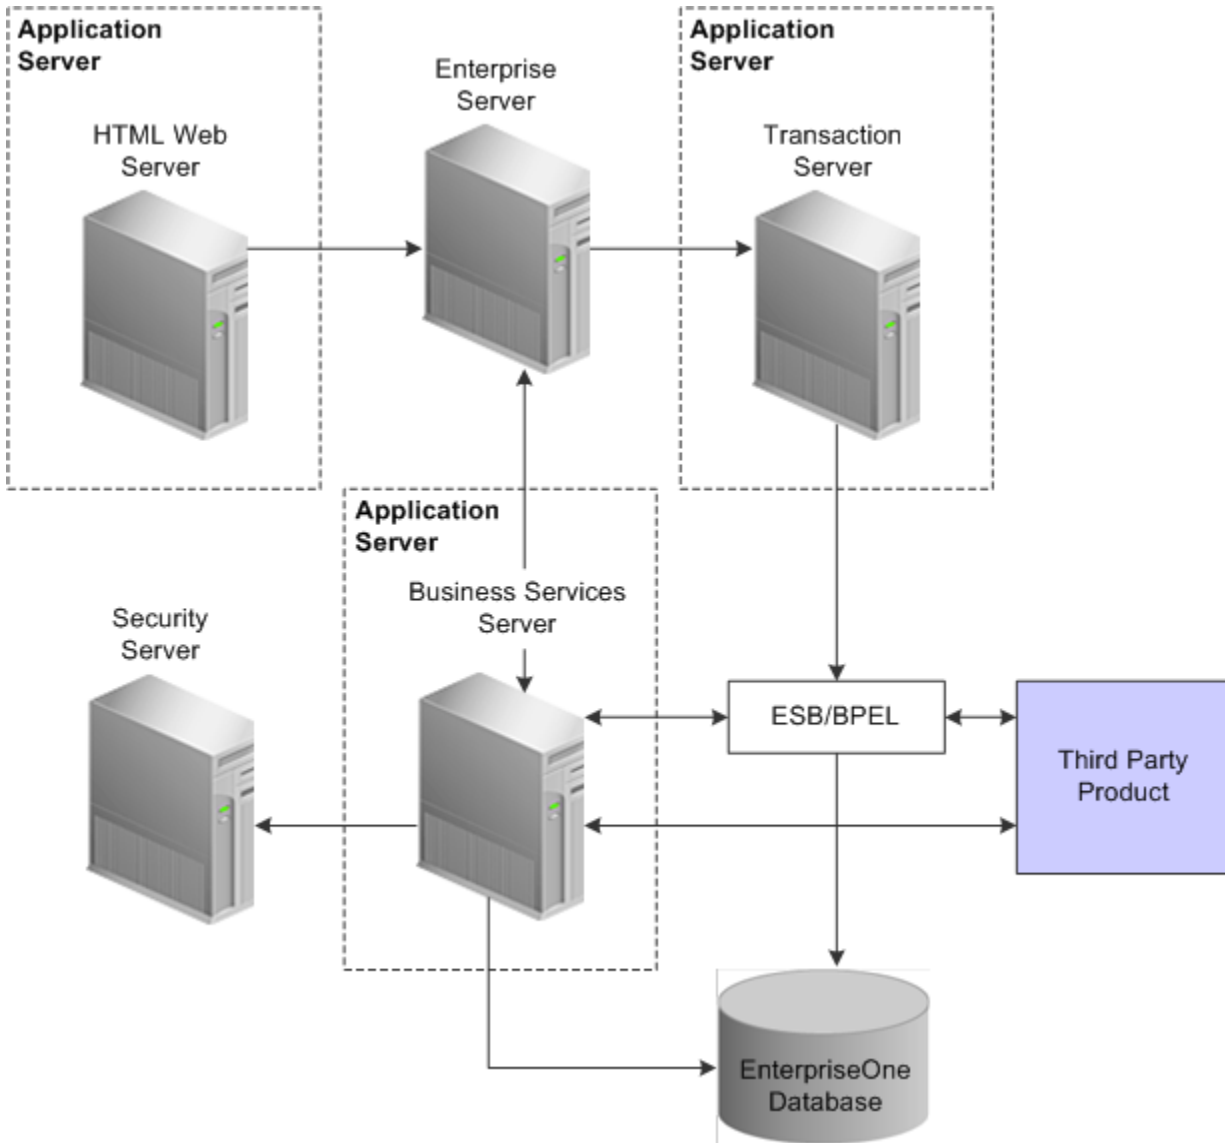 Application
Server
Enterprise
Server
Application
Server
HTML Web
Server
Transaction
Server
Application
Server
Business Services
Server
Security
Server
ESB/BPEL
Third Party
Product
EnterpriseOne
Database